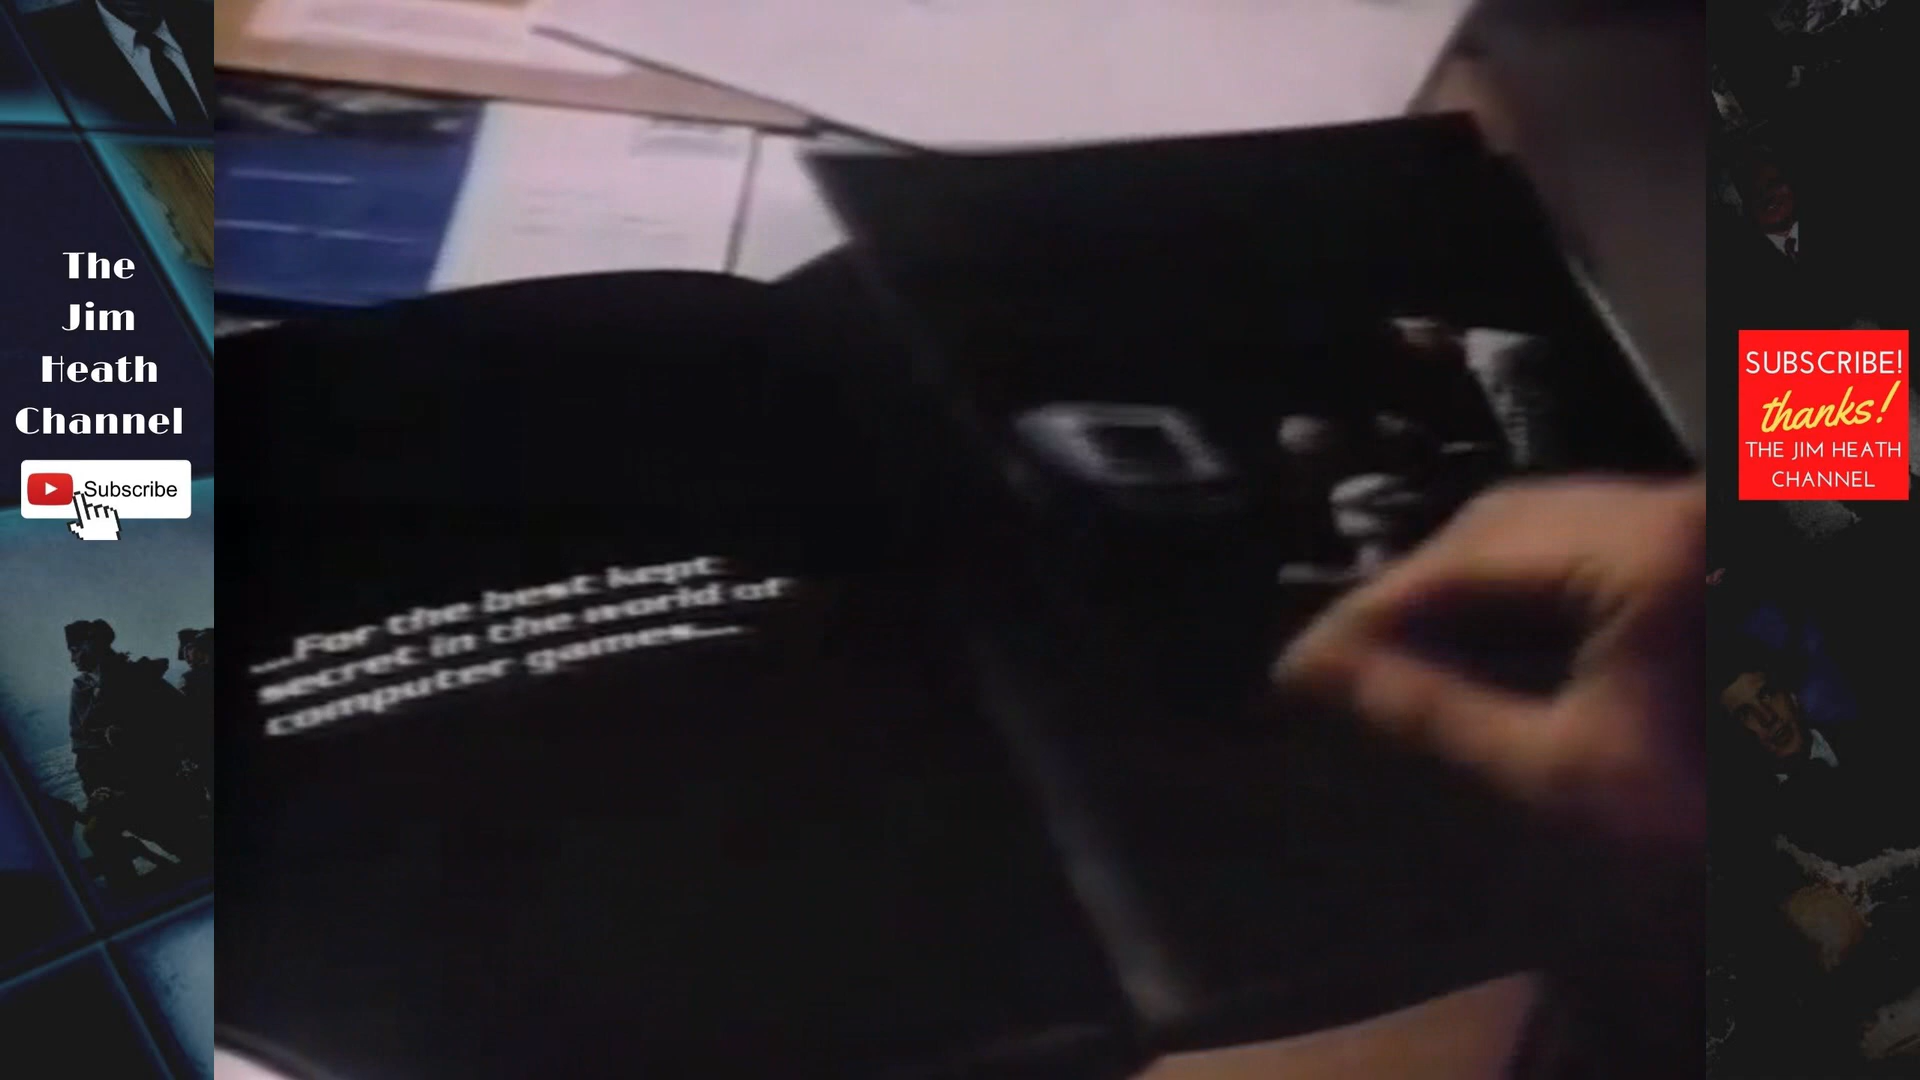 The
Jim
Heath
Channel
Subscribe
...For the best kept
secret in the world of
computer games...
SUBSCRIBE!
thanks!
THE JIM HEATH
CHANNEL